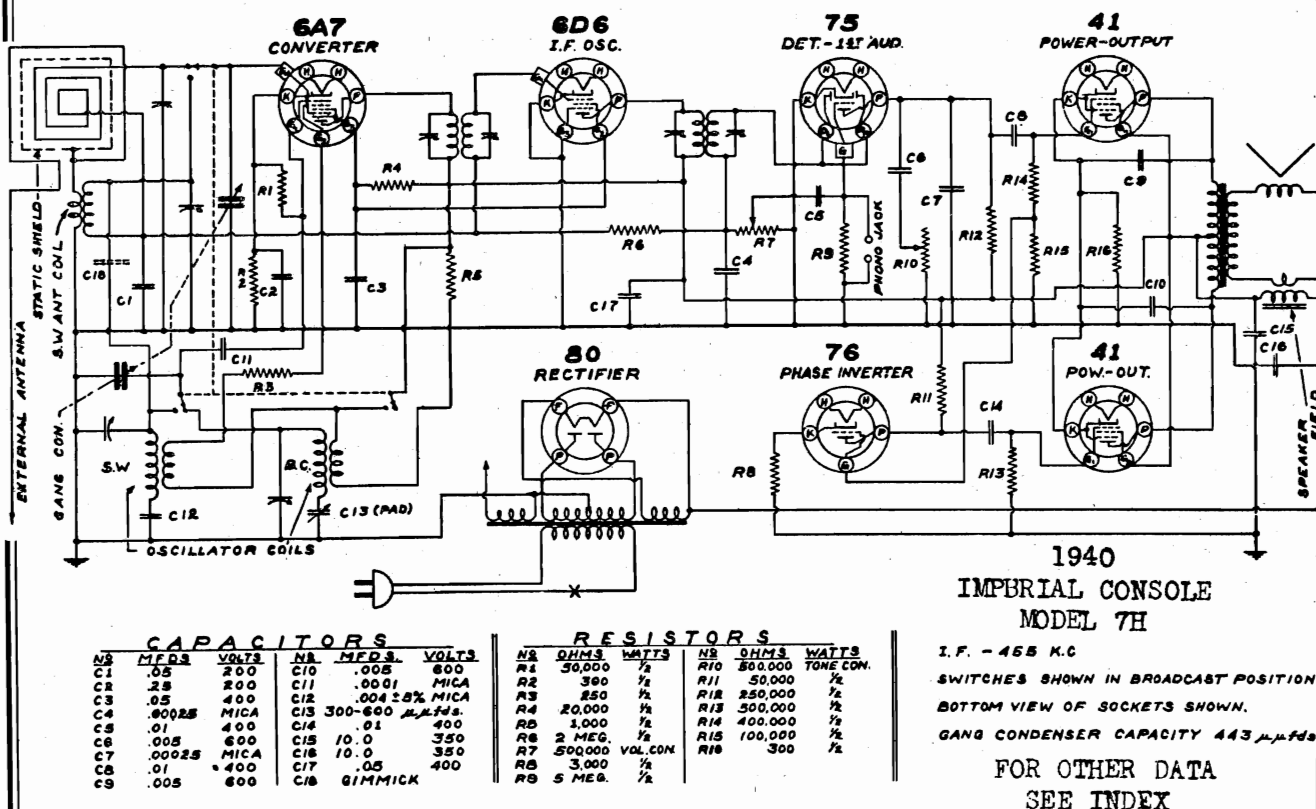 6A7
CONVERTER
6D6
I.F. OSC.
75
DET.-1ST AUD.
41
POWER-OUTPUT
G4
H
H
K
P
G1
G2
H
H
K
P
H
H
K
P
G
H
H
K
P
R1
R4
C6
C8
R14
C9
STATIC SHIELD
S.W ANT COIL
EXTERNAL ANTENNA
C18
C1
R2
C2
C3
R5
R6
R7
C5
C4
C17
R9
PHONO JACK
R10
C7
R12
R15
R16
C10
C15
C16
C11
R3
GANG CON.
80
RECTIFIER
76
PHASE INVERTER
41
POW.-OUT.
F
F
P
P
H
H
K
P
G
H
H
K
P
G1
R8
R11
C14
R13
SPEAKER FIELD
S.W
B.C.
C12
C13 (PAD)
OSCILLATOR COILS
1940
IMPBRIAL CONSOLE
MODEL 7H
CAPACITORS
Nº MFDS VOLTS Nº MFDS. VOLTS
C1 .05 200 C10 .005 600
C2 .25 200 C11 .0001 MICA
C3 .05 400 C12 .004 ±5% MICA
C4 .00025 MICA C13 300-600 µµfds.
C5 .01 400 C14 .01 400
C6 .005 600 C15 10.0 350
C7 .00025 MICA C16 10.0 350
C8 .01 400 C17 .05 400
C9 .005 600 C18 GIMMICK
RESISTORS
Nº OHMS WATTS Nº OHMS WATTS
R1 50,000 ½ R10 500,000 TONE CON.
R2 300 ½ R11 50,000 ½
R3 250 ½ R12 250,000 ½
R4 20,000 ½ R13 500,000 ½
R5 1,000 ½ R14 400.000 ½
R6 2 MEG. ½ R15 100,000 ½
R7 500,000 VOL.CON. R16 300 ½
R8 3,000 ½
R9 5 MEG. ½
I.F. - 455 K.C
SWITCHES SHOWN IN BROADCAST POSITION
BOTTOM VIEW OF SOCKETS SHOWN.
GANG CONDENSER CAPACITY 443 µµfds
FOR OTHER DATA
SEE INDEX